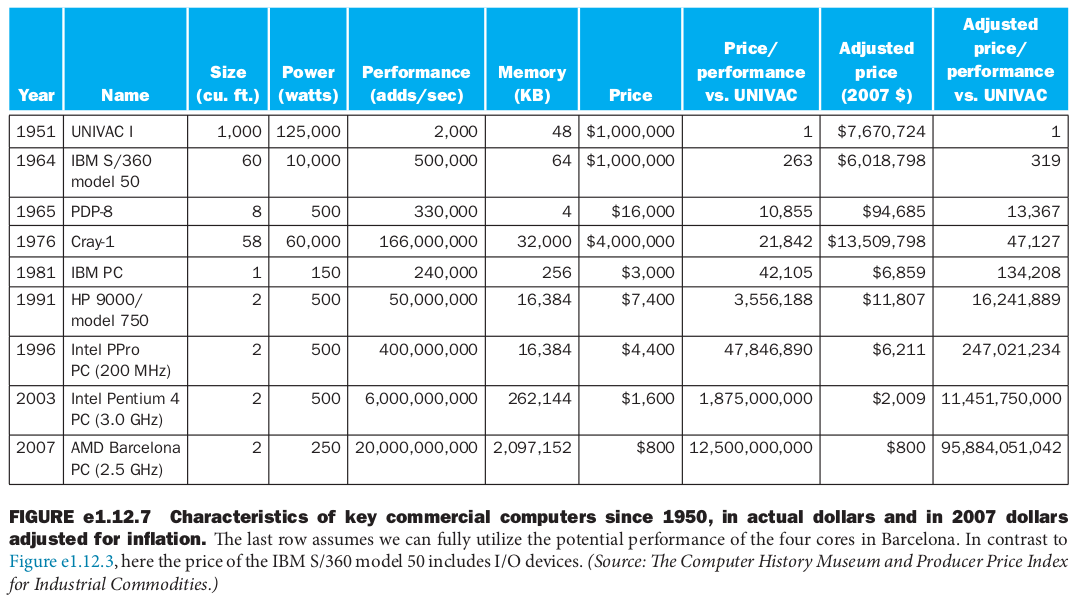 Year Name Size (cu. ft.) Power (watts) Performance (adds/sec) Memory (KB) Price Price/ performance vs. UNIVAC Adjusted price (2007 $) Adjusted price/ performance vs. UNIVAC
1951 UNIVAC I 1,000 125,000 2,000 48 $1,000,000 1 $7,670,724 1
1964 IBM S/360 60 10,000 500,000 64 $1,000,000 263 $6,018,798 319
model 50
1965 PDP-8 8 500 330,000 4 $16,000 10,855 $94,685 13,367
1976 Cray-1 58 60,000 166,000,000 32,000 $4,000,000 21,842 $13,509,798 47,127
1981 IBM PC 1 150 240,000 256 $3,000 42,105 $6,859 134,208
1991 HP 9000/ 2 500 50,000,000 16,384 $7,400 3,556,188 $11,807 16,241,889
model 750
1996 Intel PPro 2 500 400,000,000 16,384 $4,400 47,846,890 $6,211 247,021,234
PC (200 MHz)
2003 Intel Pentium 4 2 500 6,000,000,000 262,144 $1,600 1,875,000,000 $2,009 11,451,750,000
PC (3.0 GHz)
2007 AMD Barcelona 2 250 20,000,000,000 2,097,152 $800 12,500,000,000 $800 95,884,051,042
PC (2.5 GHz)
FIGURE e1.12.7 Characteristics of key commercial computers since 1950, in actual dollars and in 2007 dollars
adjusted for inflation. The last row assumes we can fully utilize the potential performance of the four cores in Barcelona. In contrast to
Figure e1.12.3, here the price of the IBM S/360 model 50 includes I/O devices. (Source: The Computer History Museum and Producer Price Index
for Industrial Commodities.)